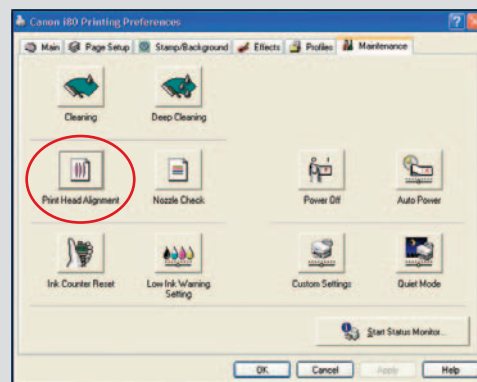 Canon i80 Printing Preferences
Main Page Setup Stamp/Background Effects Profiles Maintenance
Cleaning Deep Cleaning
Print Head Alignment Nozzle Check Power Off Auto Power
Ink Counter Reset Low Ink Warning Setting Custom Settings Quiet Mode
Start Status Monitor...
OK Cancel Apply Help